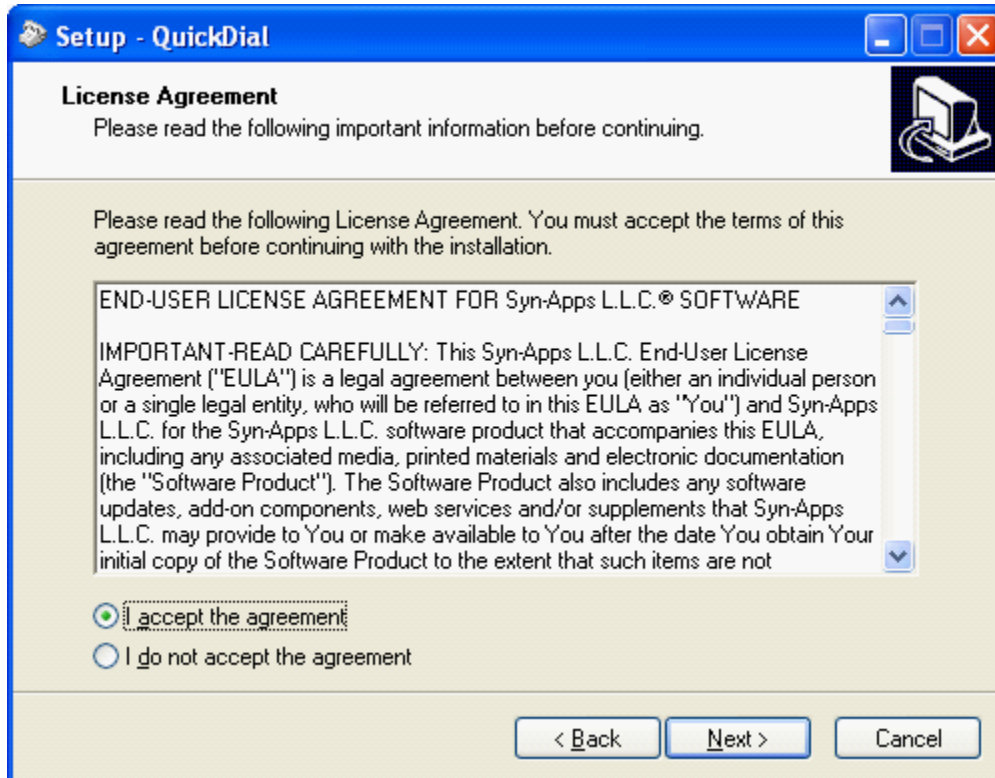 Setup - QuickDial
License Agreement
Please read the following important information before continuing.
Please read the following License Agreement. You must accept the terms of this
agreement before continuing with the installation.
END-USER LICENSE AGREEMENT FOR Syn-Apps L.L.C.® SOFTWARE
IMPORTANT-READ CAREFULLY: This Syn-Apps L.L.C. End-User License
Agreement ("EULA") is a legal agreement between you (either an individual person
or a single legal entity, who will be referred to in this EULA as "You") and Syn-Apps
L.L.C. for the Syn-Apps L.L.C. software product that accompanies this EULA,
including any associated media, printed materials and electronic documentation
(the "Software Product"). The Software Product also includes any software
updates, add-on components, web services and/or supplements that Syn-Apps
L.L.C. may provide to You or make available to You after the date You obtain Your
initial copy of the Software Product to the extent that such items are not
I accept the agreement
I do not accept the agreement
< Back Next > Cancel